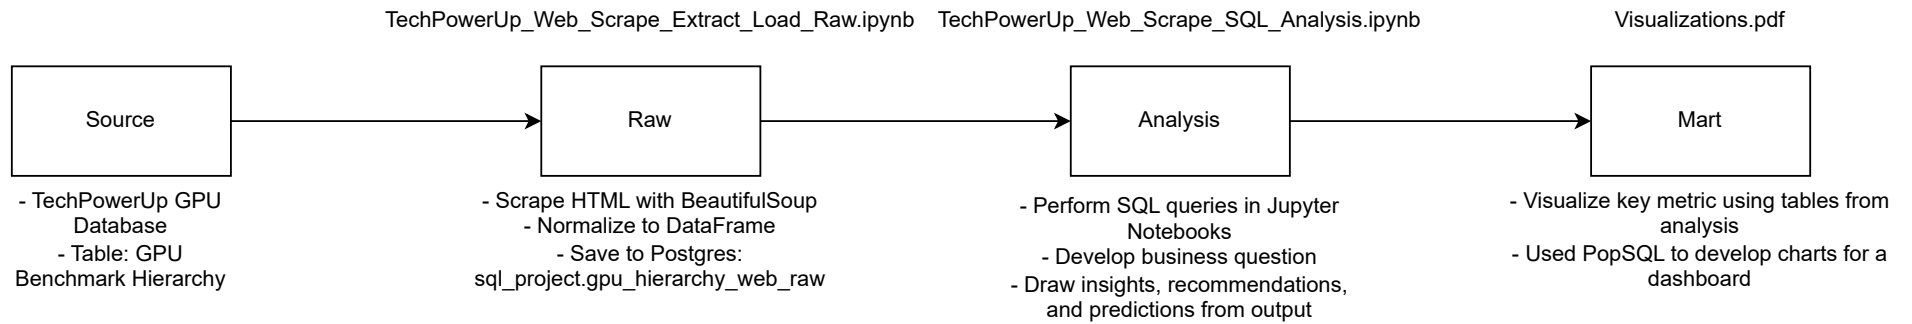 TechPowerUp_Web_Scrape_Extract_Load_Raw.ipynb
TechPowerUp_Web_Scrape_SQL_Analysis.ipynb
Visualizations.pdf
Source
Raw
Analysis
Mart
- TechPowerUp GPU
Database
- Table: GPU
Benchmark Hierarchy
- Scrape HTML with BeautifulSoup
- Normalize to DataFrame
- Save to Postgres:
sql_project.gpu_hierarchy_web_raw
- Perform SQL queries in Jupyter
Notebooks
- Develop business question
- Draw insights, recommendations,
and predictions from output
- Visualize key metric using tables from
analysis
- Used PopSQL to develop charts for a
dashboard